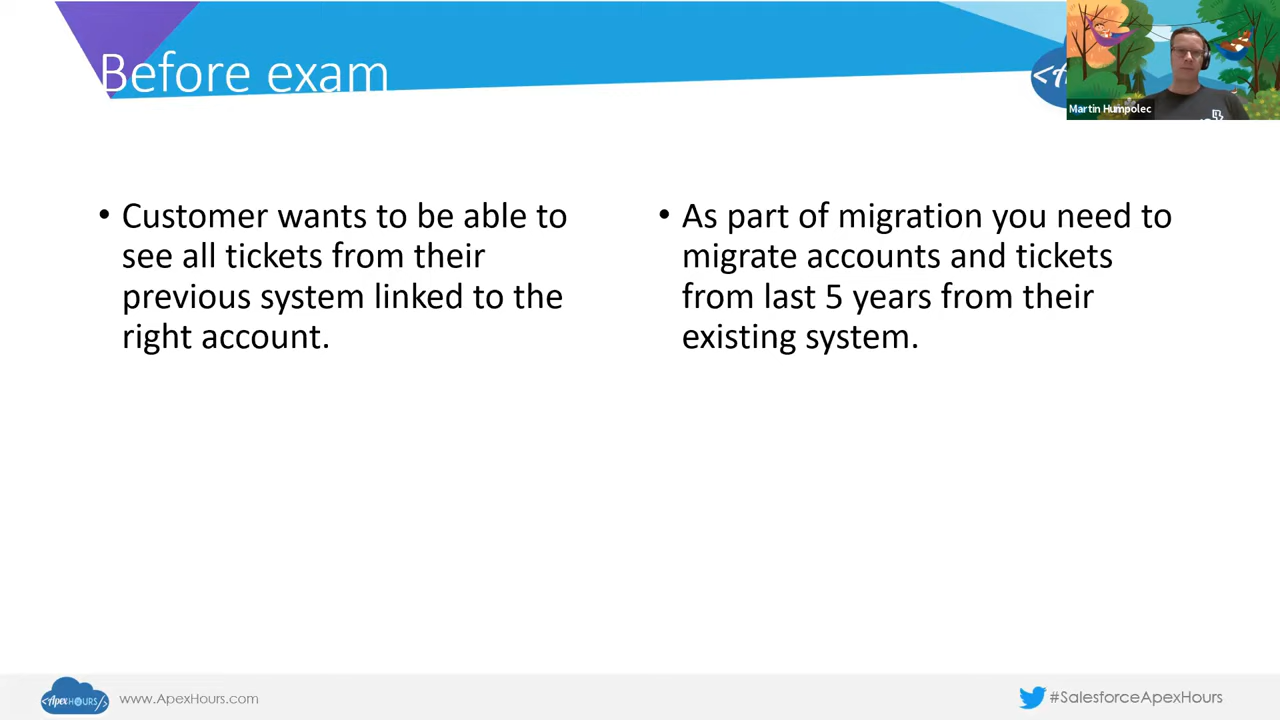 Before exam
Martin Humpolec
• Customer wants to be able to
see all tickets from their
previous system linked to the
right account.
• As part of migration you need to
migrate accounts and tickets
from last 5 years from their
existing system.
<ApexHOURS/>
www.ApexHours.com
#SalesforceApexHours